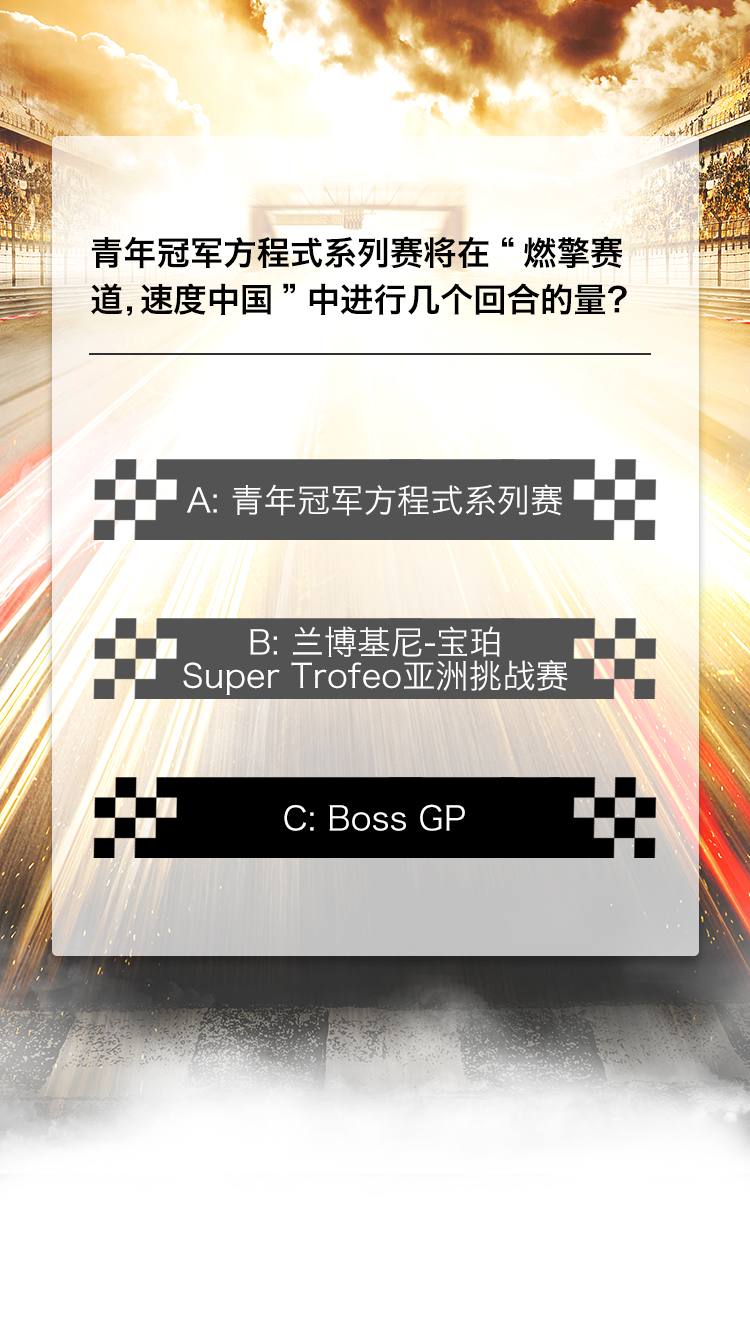 青年冠军方程式系列赛将在“燃擎赛
道,速度中国”中进行几个回合的量?
A: 青年冠军方程式系列赛
B: 兰博基尼-宝珀
Super Trofeo亚洲挑战赛
C: Boss GP